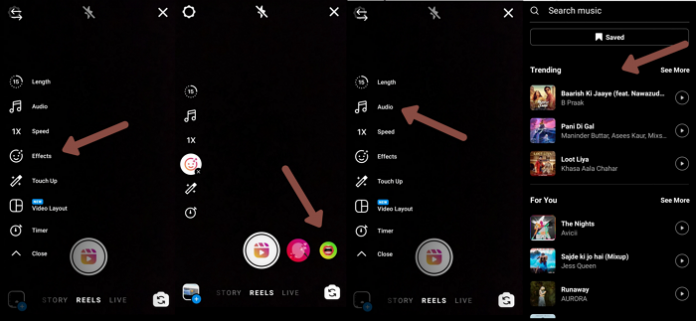 15 Length
Audio
1X Speed
Effects
Touch Up
NEW
Video Layout
Timer
Close
STORY REELS LIVE
15
1X
STORY REELS LIVE
15 Length
Audio
1X Speed
Effects
Touch Up
NEW
Video Layout
Timer
Close
STORY REELS LIVE
Search music
Saved
Trending See More
Baarish Ki Jaaye (feat. Nawazud...
B Praak
Pani Di Gal
Maninder Buttar, Asees Kaur, Mixs...
Loot Liya
Khasa Aala Chahar
For You See More
The Nights
Avicii
Sajde ki jo hai (Mixup)
Jess Queen
Runaway
AURORA